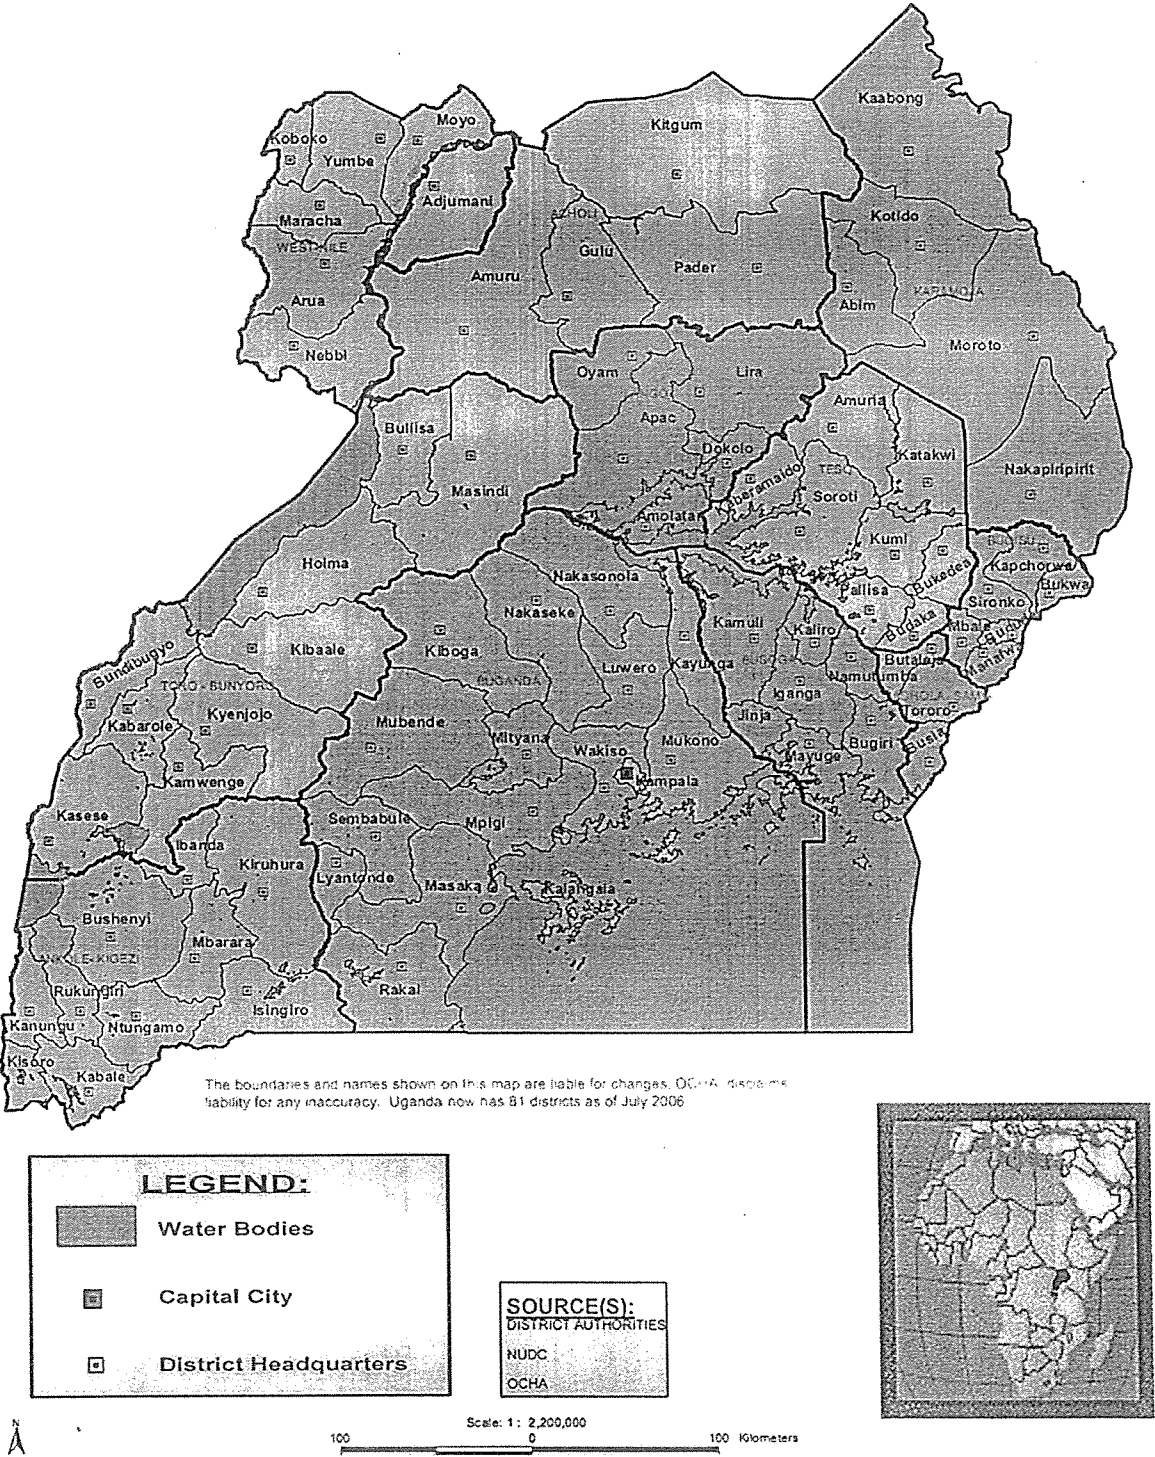 Kaabong
Kitgum
Moyo
Koboko
Yumbe
Adjumani
Maracha
WEST NILE
ACHOLI
Kotido
Gulu
Amuru
Pader
Arua
Abim
KARAMOJA
Nebbi
Moroto
Oyam
Lira
Apac
Amuria
Buliisa
Dokolo
Katakwi
Kaberamaido
TESO
Nakapiripirit
Masindi
Soroti
Amolatar
Kumi
Hoima
Kapchorwa
Nakasongola
Bukedea
Bukwa
Pallisa
Sironko
Nakaseke
Kamuli
Kaliro
Budaka
Mbale
Bududa
Bundibugyo
Kibaale
Kiboga
Manafwa
Butaleja
Luwero
Kayunga
BUSOGA
Namutumba
BUGANDA
TORO - BUNYORO
Iganga
Kabarole
Kyenjojo
Mubende
Jinja
Tororo
Mityana
Wakiso
Mukono
Bugiri
Busia
Mayuge
Kamwenge
Kampala
Kasese
Sembabule
Mpigi
Ibanda
Kiruhura
Lyantonde
Masaka
Kalangala
Bushenyi
Mbarara
ANKOLE- KIGEZI
Rukungiri
Rakai
Isingiro
Kanungu
Ntungamo
Kisoro
Kabale
The boundaries and names shown on this map are liable for changes. OCHA disclaims
liability for any inaccuracy. Uganda now has 81 districts as of July 2006
LEGEND:
Water Bodies
Capital City
District Headquarters
SOURCE(S):
DISTRICT AUTHORITIES
NUDC
OCHA
N
Scale: 1 : 2,200,000
100 0 100 Kilometers